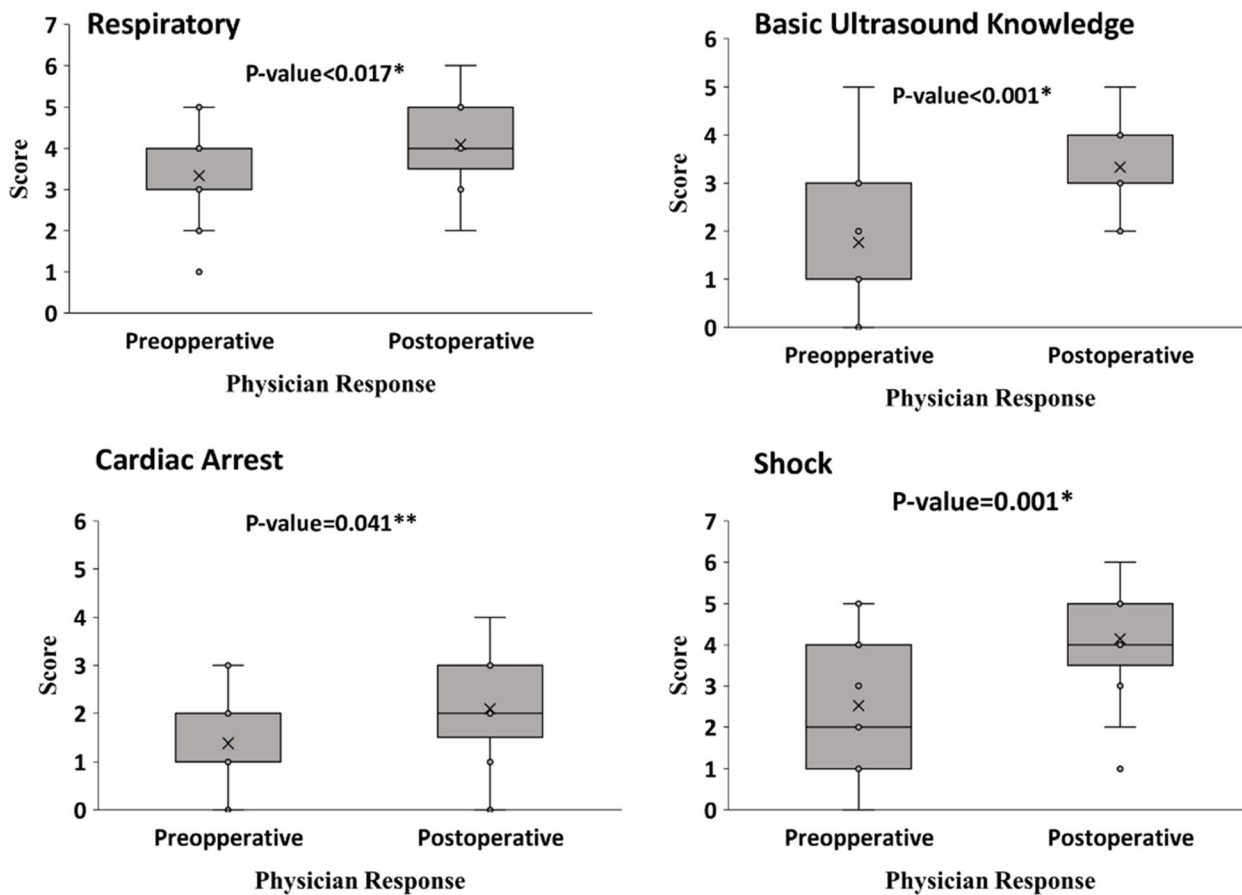 Respiratory
P-value<0.017*
Score
7
6
5
4
3
2
1
0
Preopperative Postoperative
Physician Response
Basic Ultrasound Knowledge
P-value<0.001*
Score
6
5
4
3
2
1
0
Preopperative Postoperative
Physician Response
Cardiac Arrest
P-value=0.041**
Score
6
5
4
3
2
1
0
Preopperative Postoperative
Physician Response
Shock
P-value=0.001*
Score
7
6
5
4
3
2
1
0
Preopperative Postoperative
Physician Response